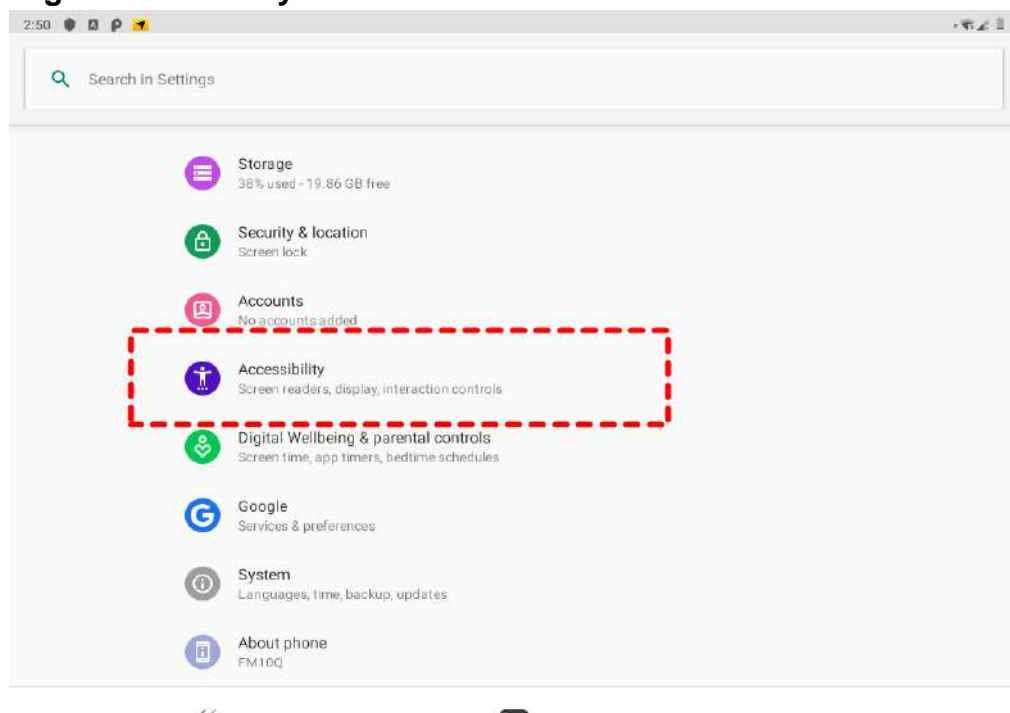 2:50
Search in Settings
Storage
38% used - 19.86 GB free
Security & location
Screen lock
Accounts
No accounts added
Accessibility
Screen readers, display, interaction controls
Digital Wellbeing & parental controls
Screen time, app timers, bedtime schedules
Google
Services & preferences
System
Languages, time, backup, updates
About phone
FM10Q